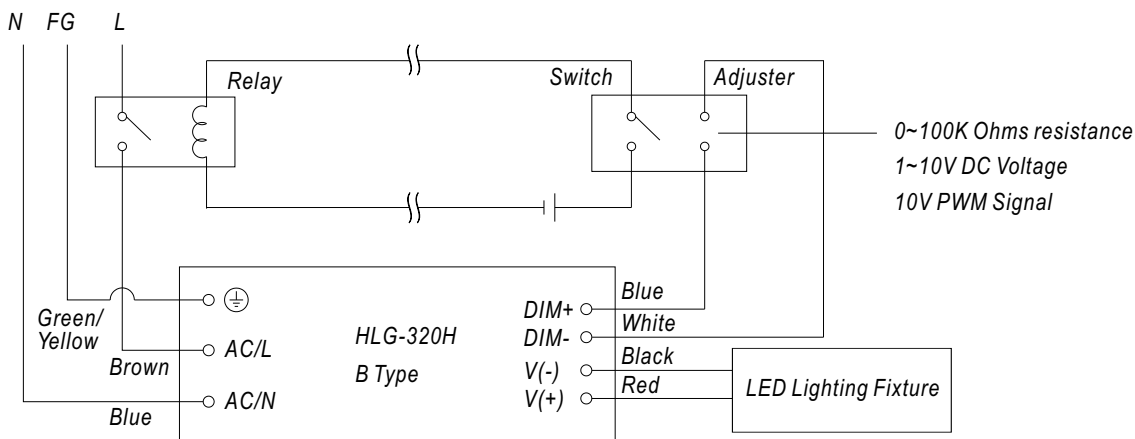 N FG L
Relay
Switch
Adjuster
0~100K Ohms resistance
1~10V DC Voltage
10V PWM Signal
Green/
Yellow
Brown
Blue
AC/L
AC/N
HLG-320H
B Type
DIM+
DIM-
V(-)
V(+)
Blue
White
Black
Red
LED Lighting Fixture